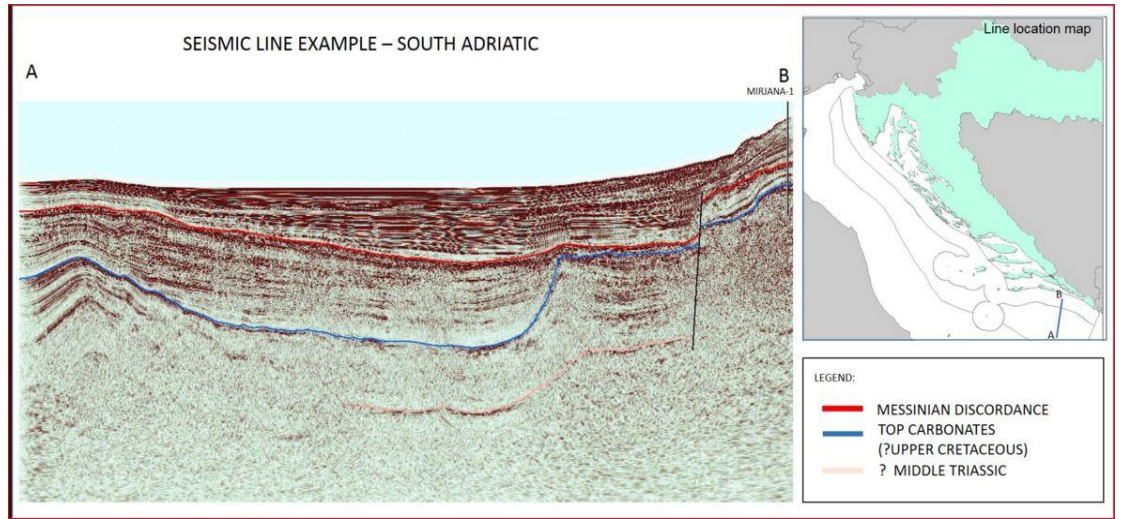 SEISMIC LINE EXAMPLE – SOUTH ADRIATIC
A
B
MIRJANA-1
Line location map
B
A
LEGEND:
MESSINIAN DISCORDANCE
TOP CARBONATES
(?UPPER CRETACEOUS)
? MIDDLE TRIASSIC